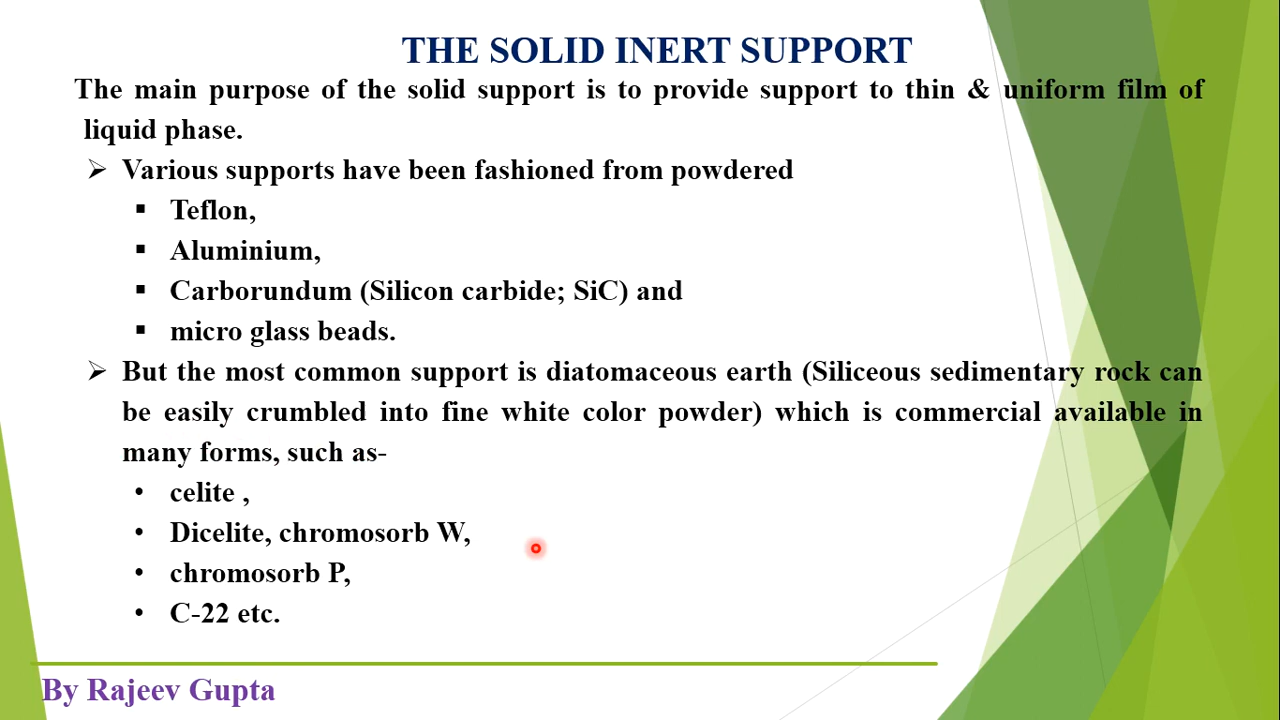 THE SOLID INERT SUPPORT
The main purpose of the solid support is to provide support to thin & uniform film of
liquid phase.
➢ Various supports have been fashioned from powdered
▪ Teflon,
▪ Aluminium,
▪ Carborundum (Silicon carbide; SiC) and
▪ micro glass beads.
➢ But the most common support is diatomaceous earth (Siliceous sedimentary rock can
be easily crumbled into fine white color powder) which is commercial available in
many forms, such as-
• celite ,
• Dicelite, chromosorb W,
• chromosorb P,
• C-22 etc.
By Rajeev Gupta